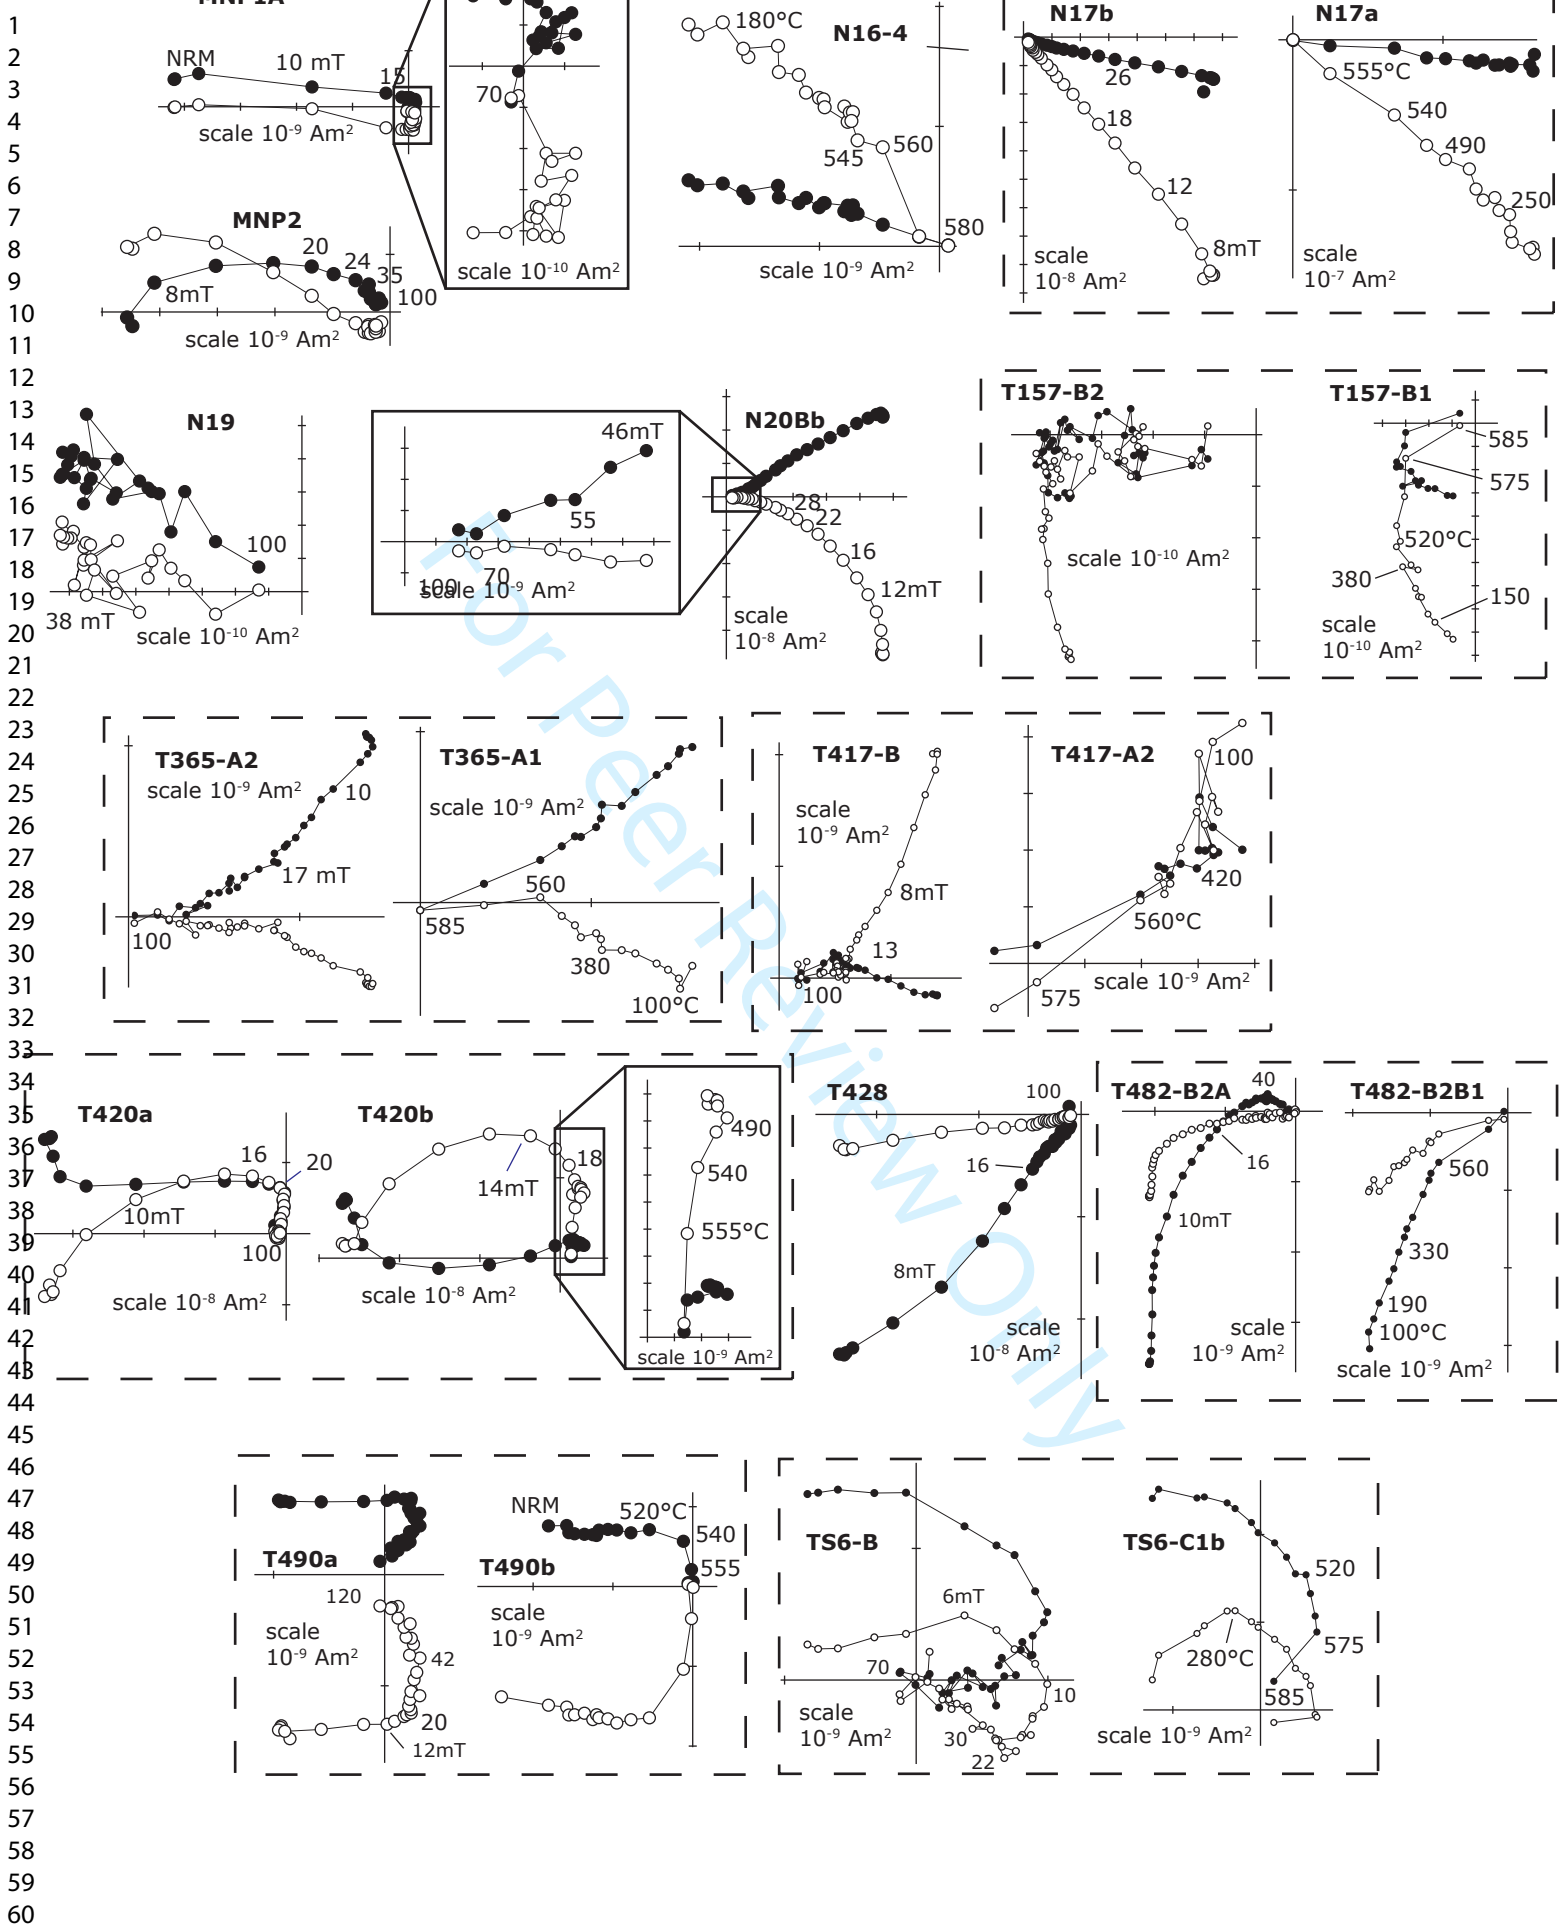 1
2
3
4
5
6
7
8
9
10
11
12
13
14
15
16
17
18
19
20
21
22
23
24
25
26
27
28
29
30
31
32
33
34
35
36
37
38
39
40
41
42
43
44
45
46
47
48
49
50
51
52
53
54
55
56
57
58
59
60
MNP1A
NRM
10 mT
15
scale 10⁻⁹ Am²
70
scale 10⁻¹⁰ Am²
MNP2
20
24
35
8mT
100
scale 10⁻⁹ Am²
180°C
N16-4
545
560
580
scale 10⁻⁹ Am²
N17b
26
18
12
8mT
scale
10⁻⁸ Am²
N17a
555°C
540
490
250
scale
10⁻⁷ Am²
N19
100
38 mT
scale 10⁻¹⁰ Am²
46mT
55
70
100
scale 10⁻⁹ Am²
N20Bb
28
22
16
12mT
scale
10⁻⁸ Am²
T157-B2
scale 10⁻¹⁰ Am²
T157-B1
585
575
520°C
380
150
scale
10⁻¹⁰ Am²
T365-A2
scale 10⁻⁹ Am²
10
17 mT
100
T365-A1
scale 10⁻⁹ Am²
560
585
380
100°C
T417-B
scale
10⁻⁹ Am²
8mT
13
100
T417-A2
100
420
560°C
575
scale 10⁻⁹ Am²
T420a
16
20
10mT
100
scale 10⁻⁸ Am²
T420b
18
14mT
scale 10⁻⁸ Am²
490
540
555°C
scale 10⁻⁹ Am²
T428
100
16
8mT
scale
10⁻⁸ Am²
T482-B2A
40
16
10mT
scale
10⁻⁹ Am²
T482-B2B1
560
330
190
100°C
scale 10⁻⁹ Am²
T490a
120
scale
10⁻⁹ Am²
42
20
12mT
NRM
520°C
540
T490b
555
scale
10⁻⁹ Am²
TS6-B
6mT
70
10
scale
10⁻⁹ Am²
30
22
TS6-C1b
520
575
280°C
585
scale 10⁻⁹ Am²
For Peer Review Only